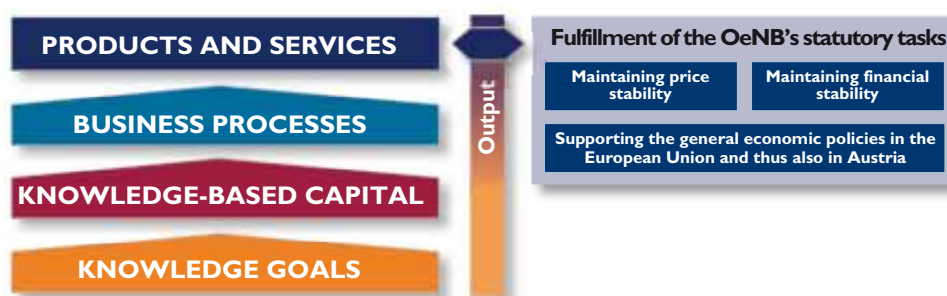 PRODUCTS AND SERVICES
BUSINESS PROCESSES
KNOWLEDGE-BASED CAPITAL
KNOWLEDGE GOALS
Output
Fulfillment of the OeNB’s statutory tasks
Maintaining price
stability
Maintaining financial
stability
Supporting the general economic policies in the
European Union and thus also in Austria